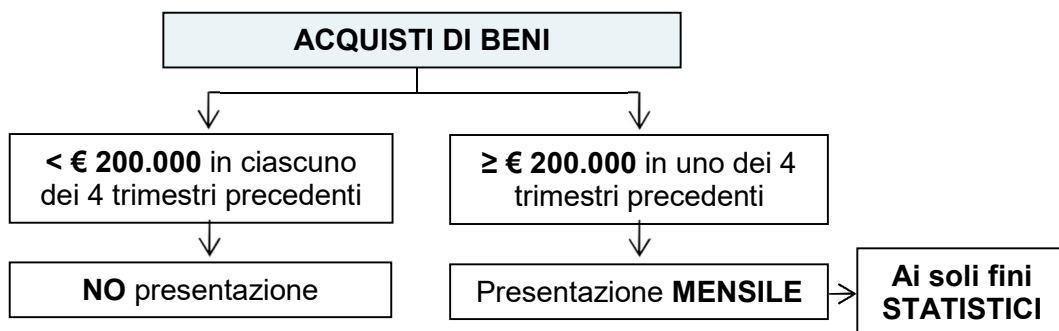 ACQUISTI DI BENI
< € 200.000 in ciascuno
dei 4 trimestri precedenti
≥ € 200.000 in uno dei 4
trimestri precedenti
NO presentazione
Presentazione MENSILE
Ai soli fini
STATISTICI